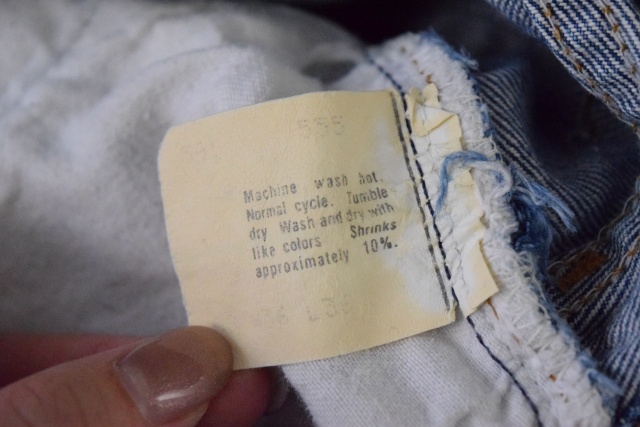 Machine wash hot.
Normal cycle. Tumble
dry Wash and dry with
like colors Shrinks
approximately 10%.